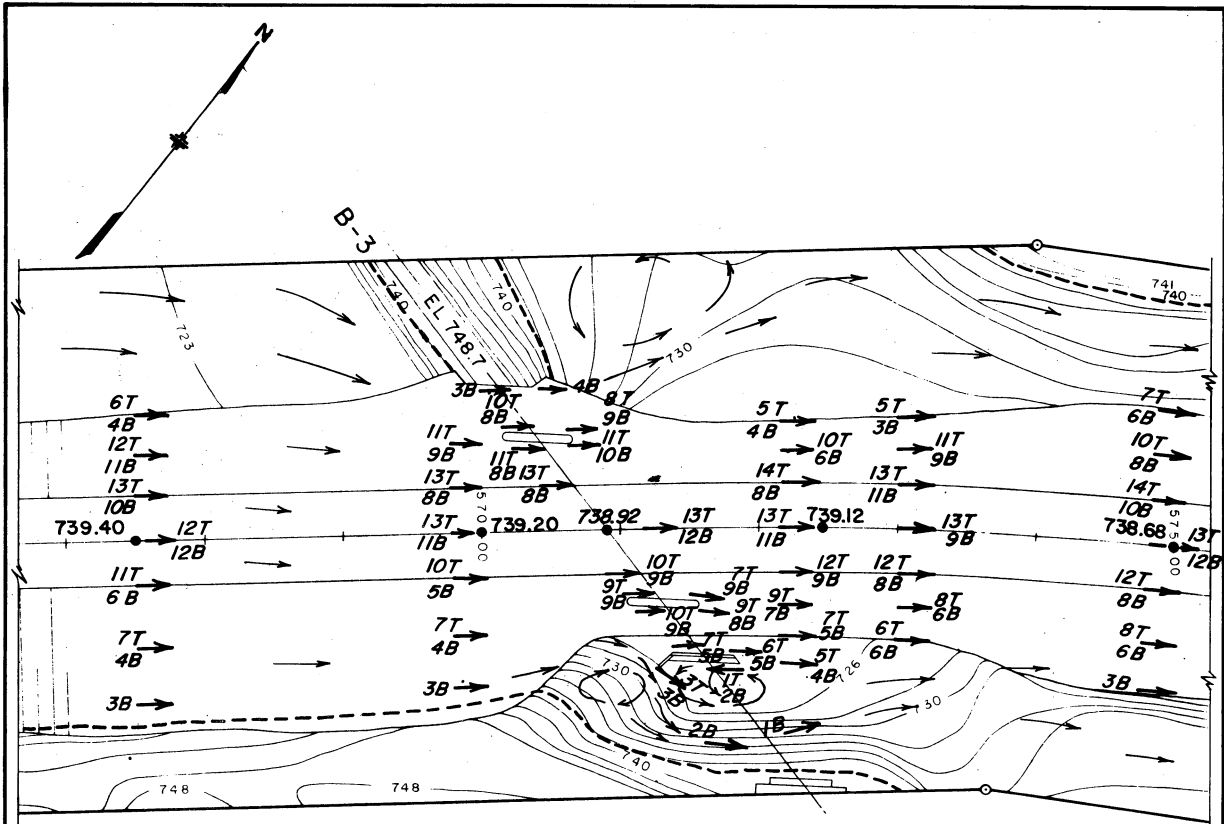 N
B-3
740
EL 748.7
740
741
740
723
730
3B
4B
6T
4B
10T
8B
8T
9B
5T
4B
5T
3B
7T
6B
12T
11B
11T
9B
11T
10B
10T
6B
11T
9B
10T
8B
11T
8B
13T
10B
13T
8B
13T
8B
14T
8B
13T
11B
14T
8B
739.40
12T
12B
13T
11B
570+00
739.20
738.92
13T
12B
13T
11B
739.12
13T
9B
738.68
575+00
13T
12B
11T
6B
10T
5B
10T
9B
12T
9B
12T
8B
12T
8B
9T
9B
7T
9B
9T
8B
9T
7B
8T
6B
10T
9B
7T
4B
7T
4B
7T
5B
7T
5B
6T
6B
8T
6B
6T
5B
5T
4B
726
3B
3B
730
3T
3B
1T
2B
730
3B
2B
1B
740
748
748